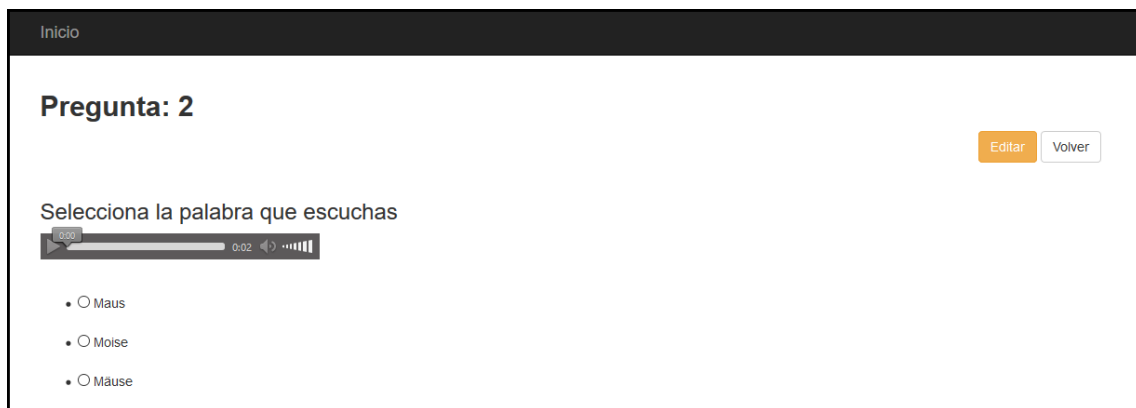 Inicio
Pregunta: 2
Editar Volver
Selecciona la palabra que escuchas
0:00
0:02
Maus
Moise
Mäuse